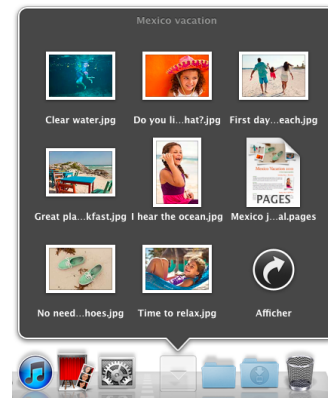 Mexico vacation
Clear water.jpg
Do you li...hat?.jpg
First day...each.jpg
Great pla...kfast.jpg
I hear the ocean.jpg
PAGES
Mexico j...al.pages
No need...hoes.jpg
Time to relax.jpg
Afficher